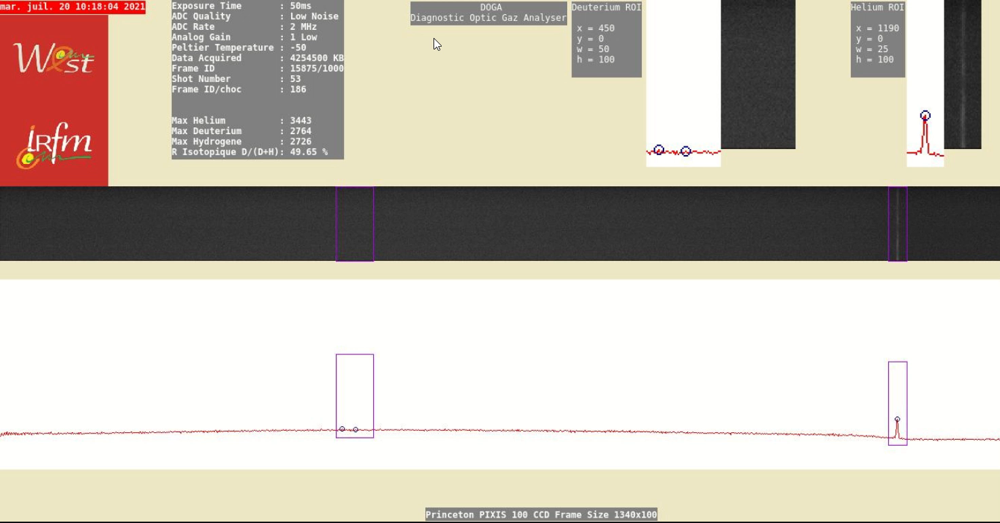 mar. juil. 20 10:18:04 2021
West
IRfm
Exposure Time : 50ms
ADC Quality : Low Noise
ADC Rate : 2 MHz
Analog Gain : 1 Low
Peltier Temperature : -50
Data Acquired : 4254500 KB
Frame ID : 15875/1000
Shot Number : 53
Frame ID/choc : 186
Max Helium : 3443
Max Deuterium : 2764
Max Hydrogene : 2726
R Isotopique D/(D+H): 49.65 %
DOGA
Diagnostic Optic Gaz Analyser
Deuterium ROI
x = 450
y = 0
w = 50
h = 100
Helium ROI
x = 1190
y = 0
w = 25
h = 100
Princeton PIXIS 100 CCD Frame Size 1340x100